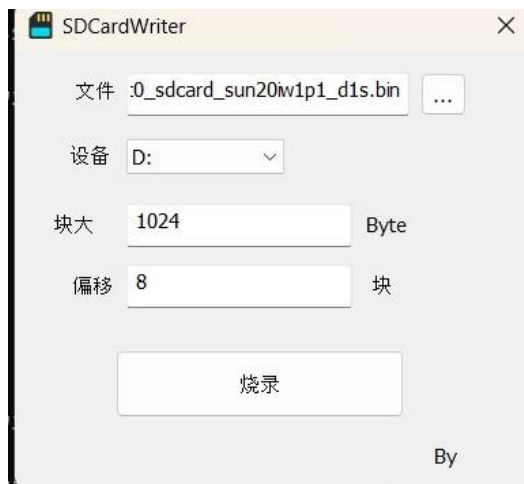 SDCardWriter
文件 :0_sdcard_sun20iw1p1_d1s.bin ...
设备 D:
块大 1024 Byte
偏移 8 块
烧录
By